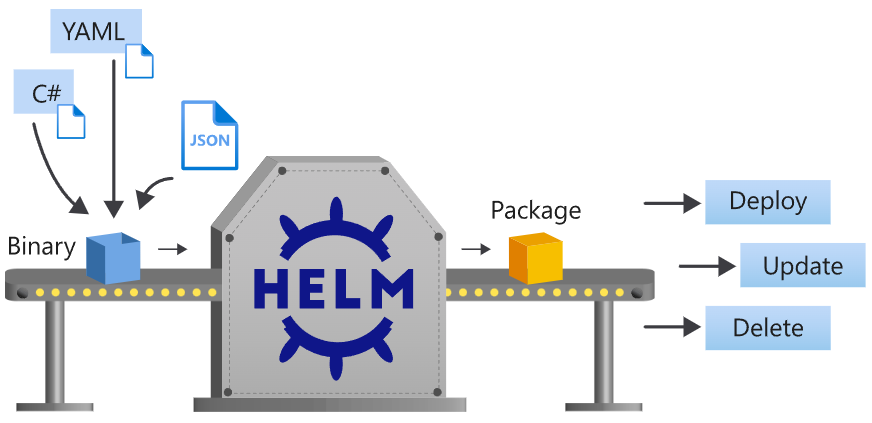 YAML
C#
JSON
Binary
HELM
Package
Deploy
Update
Delete